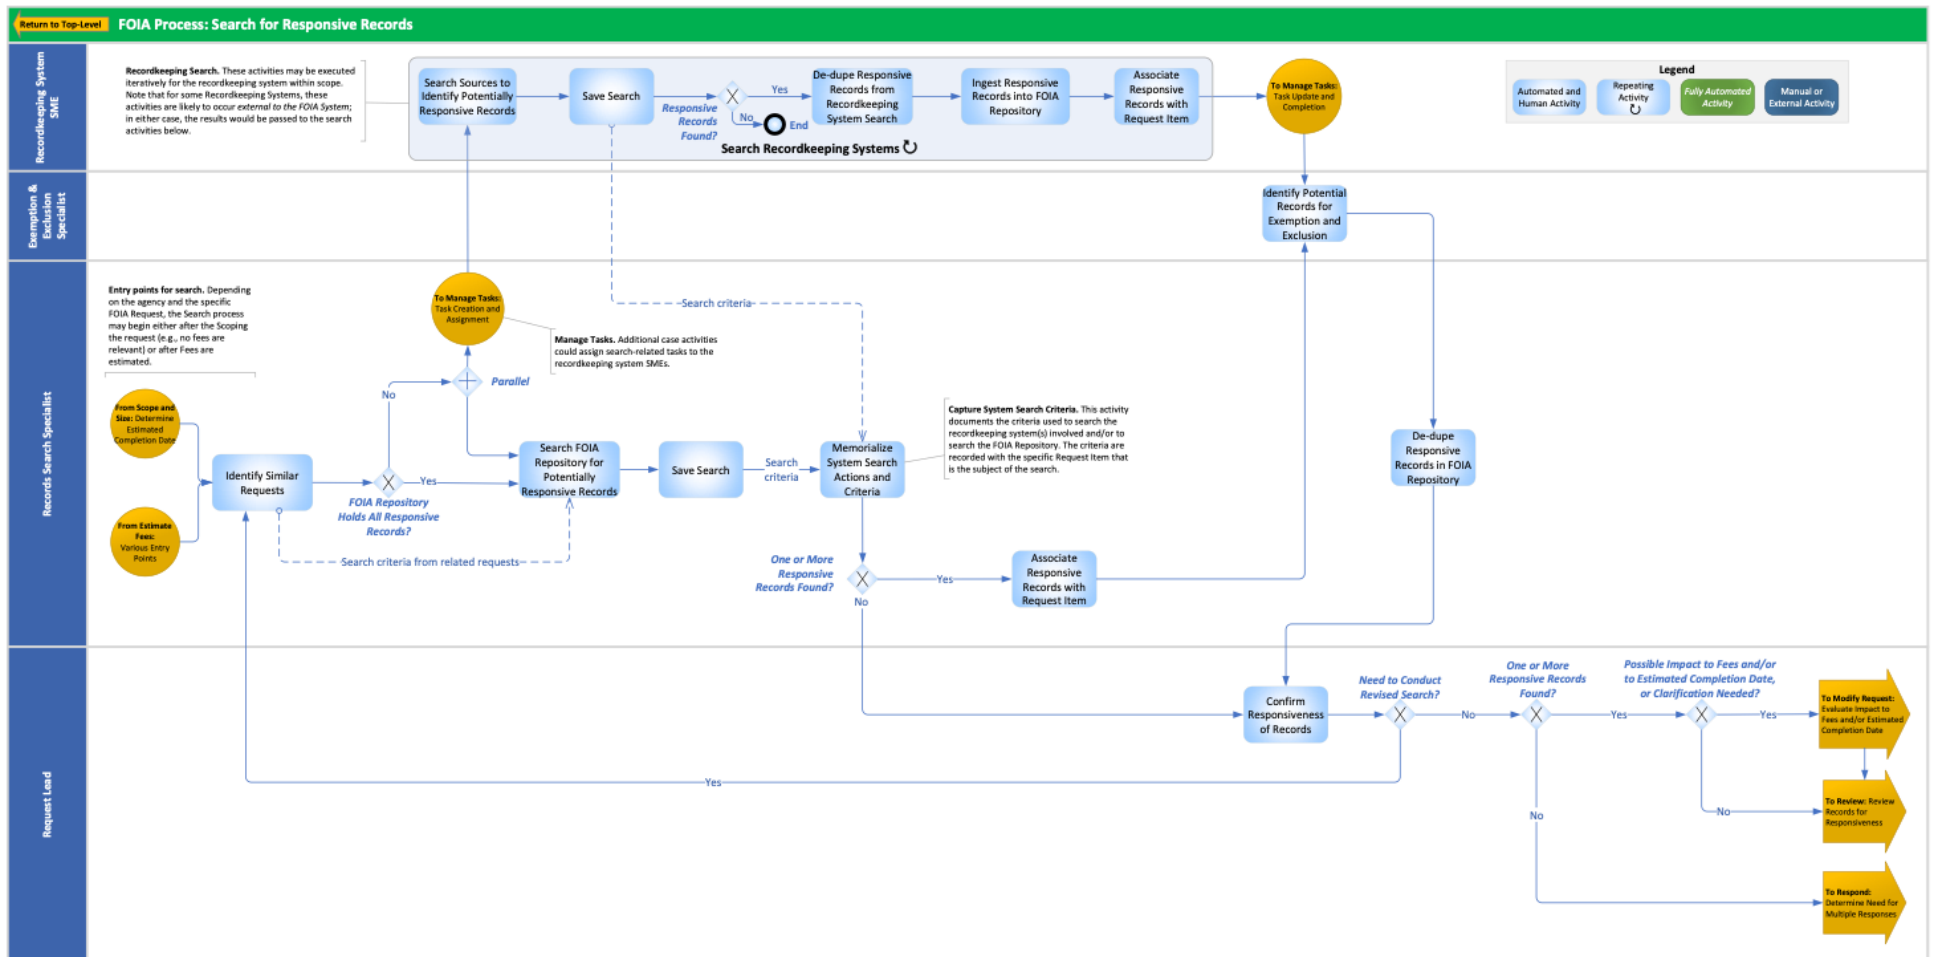 Return to Top-Level
FOIA Process: Search for Responsive Records
Recordkeeping System
SME
Recordkeeping Search. These activities may be executed
iteratively for the recordkeeping system within scope.
Note that for some Recordkeeping Systems, these
activities are likely to occur external to the FOIA System;
in either case, the results would be passed to the search
activities below.
Search Sources to
Identify Potentially
Responsive Records
Save Search
Responsive
Records
Found?
Yes
No
End
De-dupe Responsive
Records from
Recordkeeping
System Search
Ingest Responsive
Records into FOIA
Repository
Associate
Responsive
Records with
Request Item
Search Recordkeeping Systems
To Manage Tasks:
Task Update and
Completion
Legend
Automated and
Human Activity
Repeating
Activity
Fully Automated
Activity
Manual or
External Activity
Exemption &
Exclusion
Specialist
Identify Potential
Records for
Exemption and
Exclusion
Records Search Specialist
Entry points for search. Depending
on the agency and the specific
FOIA Request, the Search process
may begin either after the Scoping
the request (e.g., no fees are
relevant) or after Fees are
estimated.
To Manage Tasks:
Task Creation and
Assignment
Manage Tasks. Additional case activities
could assign search-related tasks to the
recordkeeping system SMEs.
Search criteria
Parallel
No
From Scope and
Size: Determine
Estimated
Completion Date
From Estimate
Fees:
Various Entry
Points
Identify Similar
Requests
Yes
FOIA Repository
Holds All Responsive
Records?
Search criteria from related requests
Search FOIA
Repository for
Potentially
Responsive Records
Save Search
Search
criteria
Memorialize
System Search
Actions and
Criteria
Capture System Search Criteria. This activity
documents the criteria used to search the
recordkeeping system(s) involved and/or to
search the FOIA Repository. The criteria are
recorded with the specific Request Item that
is the subject of the search.
De-dupe
Responsive
Records in FOIA
Repository
One or More
Responsive
Records Found?
Yes
No
Associate
Responsive
Records with
Request Item
Request Lead
Confirm
Responsiveness
of Records
Need to Conduct
Revised Search?
No
Yes
One or More
Responsive Records
Found?
Yes
No
Possible Impact to Fees and/or
to Estimated Completion Date,
or Clarification Needed?
Yes
No
To Modify Request:
Evaluate Impact to
Fees and/or Estimated
Completion Date
To Review: Review
Records for
Responsiveness
To Respond:
Determine Need for
Multiple Responses